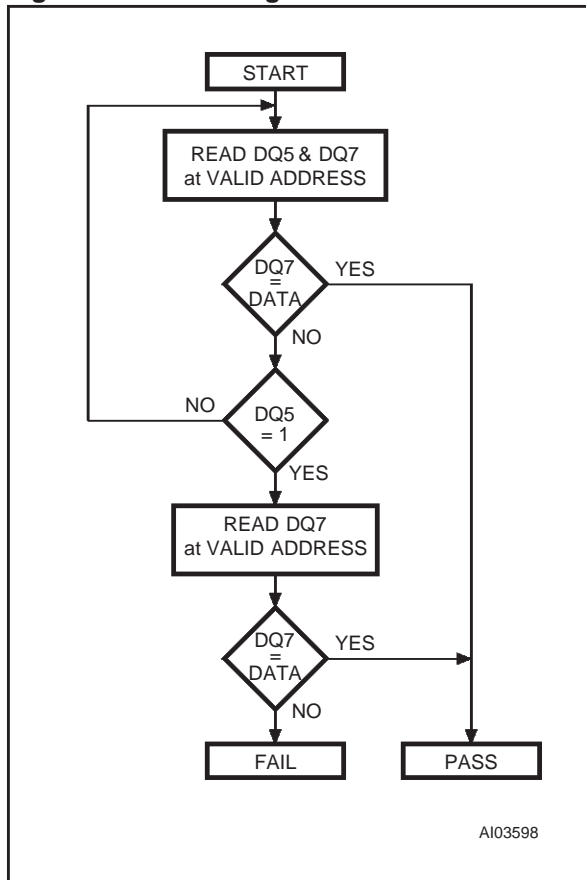 START
READ DQ5 & DQ7
at VALID ADDRESS
DQ7
=
DATA
YES
NO
NO
DQ5
= 1
YES
READ DQ7
at VALID ADDRESS
DQ7
=
DATA
YES
NO
FAIL
PASS
AI03598